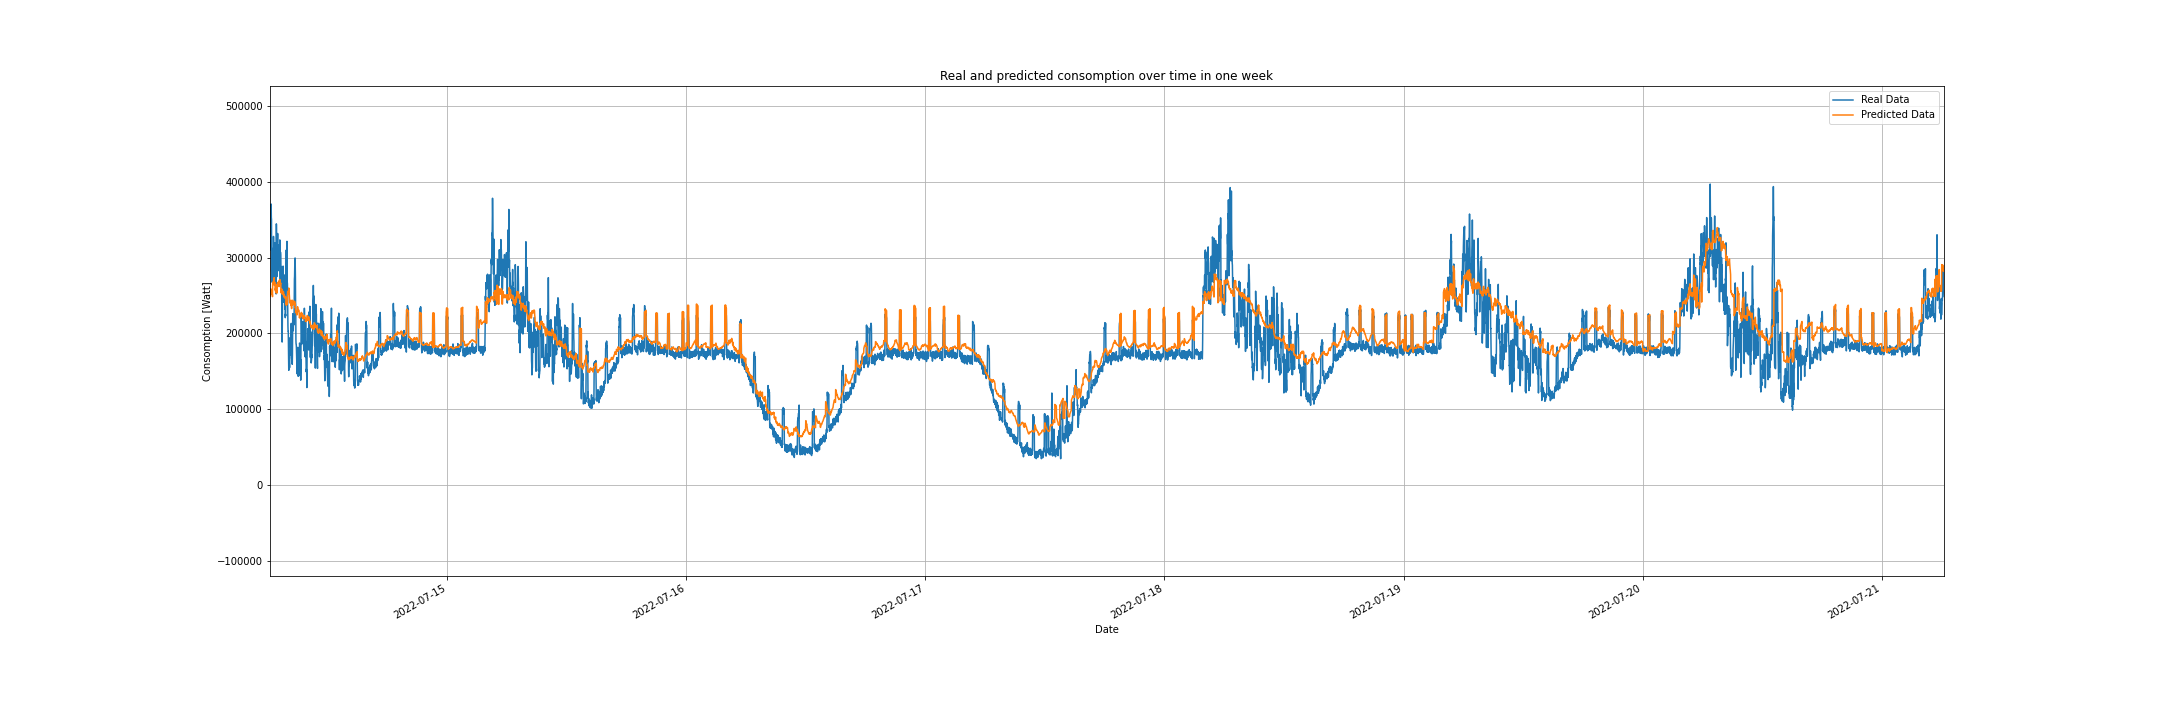 Real and predicted consomption over time in one week
Real Data
Predicted Data
500000
400000
300000
200000
100000
0
−100000
Consomption [Watt]
2022-07-15
2022-07-16
2022-07-17
2022-07-18
2022-07-19
2022-07-20
2022-07-21
Date